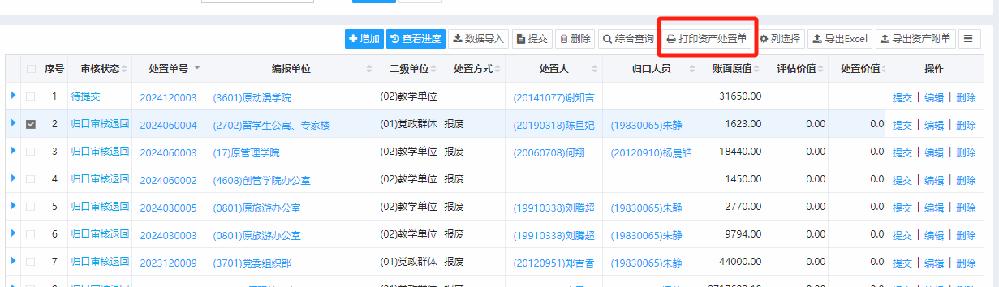 增加 查看进度 数据导入 提交 删除 综合查询 打印资产处置单 列选择 导出Excel 导出资产附单
序号 审核状态 处置单号 编报单位 二级单位 处置方式 处置人 归口人员 账面原值 评估价值 处置价值 操作
1 待提交 2024120003 (3601)原动漫学院 (02)教学单位 (20141077)谢知言 31650.00 提交 | 编辑 | 删除
2 归口审核退回 2024060004 (2702)留学生公寓、专家楼 (01)党政群体 报废 (20190318)陈旦妃 (19830065)朱静 1623.00 0.00 0.0 提交 | 编辑 | 删除
3 归口审核退回 2024060003 (17)原管理学院 (02)教学单位 报废 (20060708)何翔 (20120910)杨晨皓 18440.00 0.00 0.0 提交 | 编辑 | 删除
4 归口审核退回 2024060002 (4608)创管学院办公室 (02)教学单位 报废 1450.00 0.00 0.0 提交 | 编辑 | 删除
5 归口审核退回 2024030005 (0801)原旅游办公室 (02)教学单位 报废 (19910338)刘腾超 (19830065)朱静 2770.00 0.00 0.0 提交 | 编辑 | 删除
6 归口审核退回 2024030003 (0801)原旅游办公室 (02)教学单位 报废 (19910338)刘腾超 (19830065)朱静 9794.00 0.00 0.0 提交 | 编辑 | 删除
7 归口审核退回 2023120009 (3701)党委组织部 (01)党政群体 报废 (20120951)郑吉春 (19830065)朱静 44000.00 0.00 0.0 提交 | 编辑 | 删除